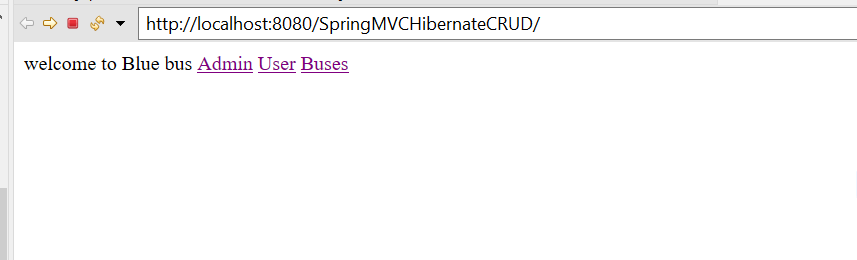 http://localhost:8080/SpringMVCHibernateCRUD/
welcome to Blue bus Admin User Buses